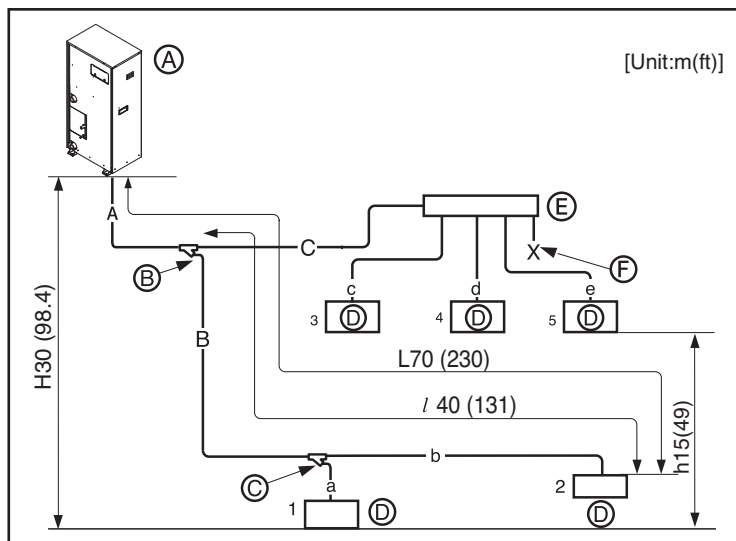 Ⓐ
[Unit:m(ft)]
A
Ⓔ
C
Ⓑ
X
Ⓕ
c
d
e
3 Ⓓ
4 Ⓓ
5 Ⓓ
B
H30 (98.4)
L70 (230)
l 40 (131)
h15(49)
b
Ⓒ
a
2
1 Ⓓ
Ⓓ